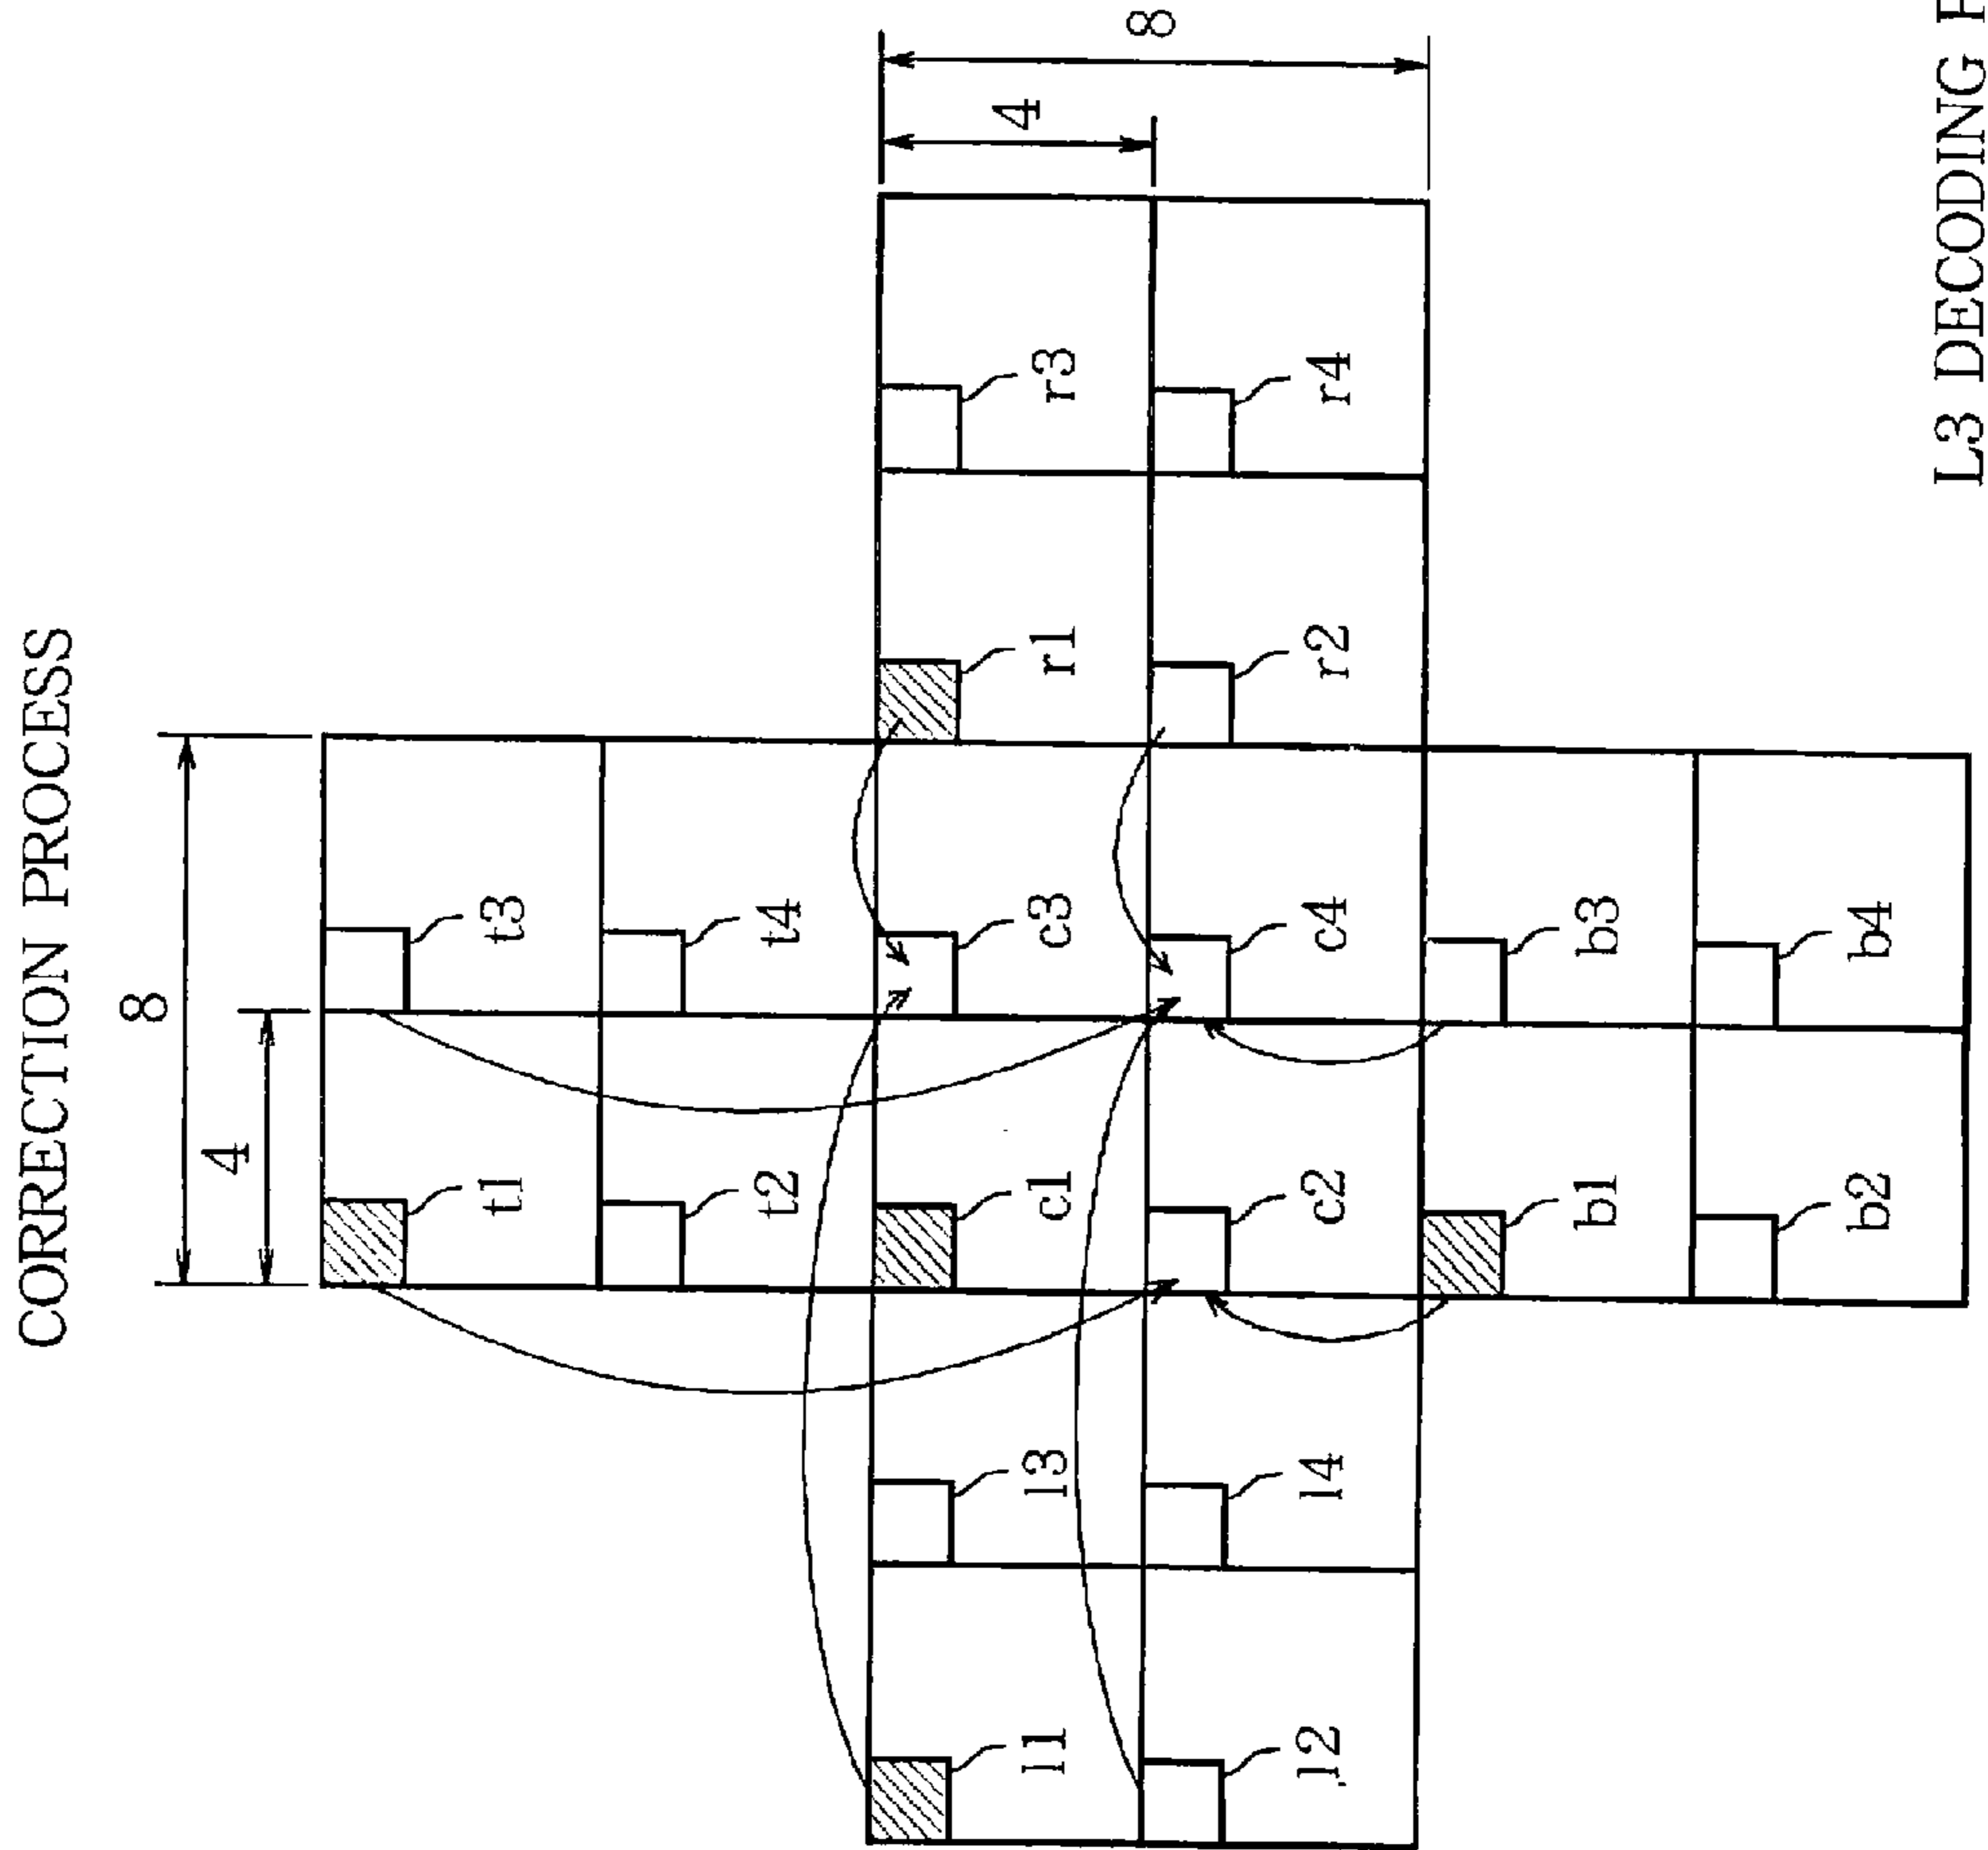 CORRECTION PROCESS
8
4
t1 t3
t2 t4
4
l1 l3 c1 c3 r1 r3
8
l2 l4 c2 c4 r2 r4
b1 b3
b2 b4
L3 DECODING